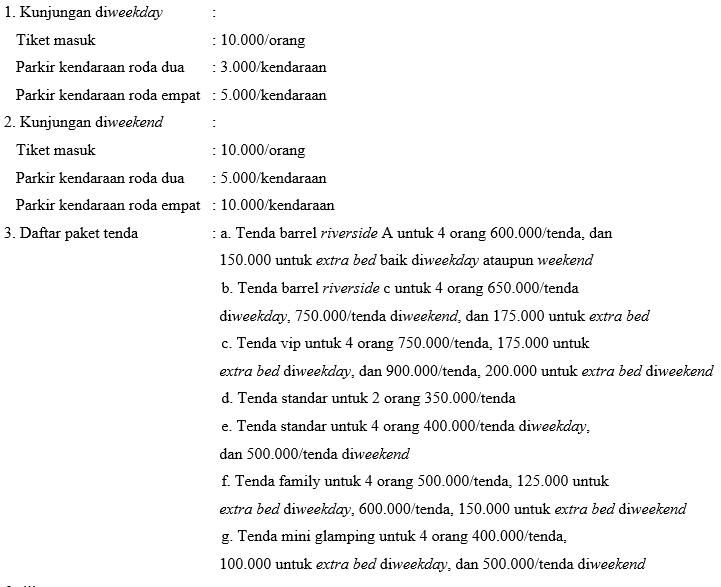 1. Kunjungan diweekday :
Tiket masuk : 10.000/orang
Parkir kendaraan roda dua : 3.000/kendaraan
Parkir kendaraan roda empat : 5.000/kendaraan
2. Kunjungan diweekend :
Tiket masuk : 10.000/orang
Parkir kendaraan roda dua : 5.000/kendaraan
Parkir kendaraan roda empat : 10.000/kendaraan
3. Daftar paket tenda : a. Tenda barrel riverside A untuk 4 orang 600.000/tenda, dan
150.000 untuk extra bed baik diweekday ataupun weekend
b. Tenda barrel riverside c untuk 4 orang 650.000/tenda
diweekday, 750.000/tenda diweekend, dan 175.000 untuk extra bed
c. Tenda vip untuk 4 orang 750.000/tenda, 175.000 untuk
extra bed diweekday, dan 900.000/tenda, 200.000 untuk extra bed diweekend
d. Tenda standar untuk 2 orang 350.000/tenda
e. Tenda standar untuk 4 orang 400.000/tenda diweekday,
dan 500.000/tenda diweekend
f. Tenda family untuk 4 orang 500.000/tenda, 125.000 untuk
extra bed diweekday, 600.000/tenda, 150.000 untuk extra bed diweekend
g. Tenda mini glamping untuk 4 orang 400.000/tenda,
100.000 untuk extra bed diweekday, dan 500.000/tenda diweekend